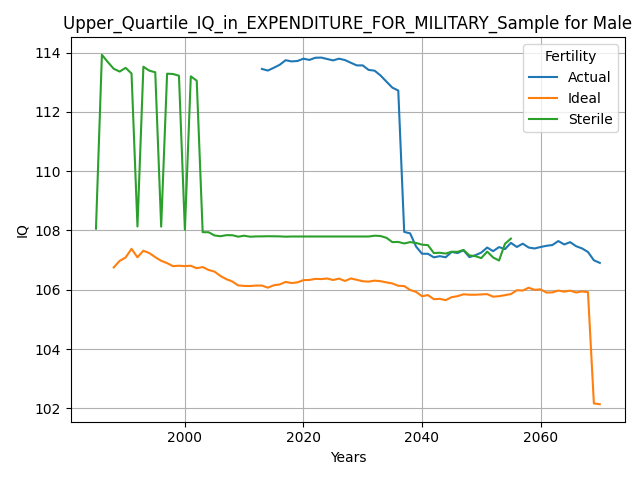 Upper_Quartile_IQ_in_EXPENDITURE_FOR_MILITARY_Sample for Male
Fertility
Actual
Ideal
Sterile
114
112
110
108
106
104
102
IQ
2000
2020
2040
2060
Years